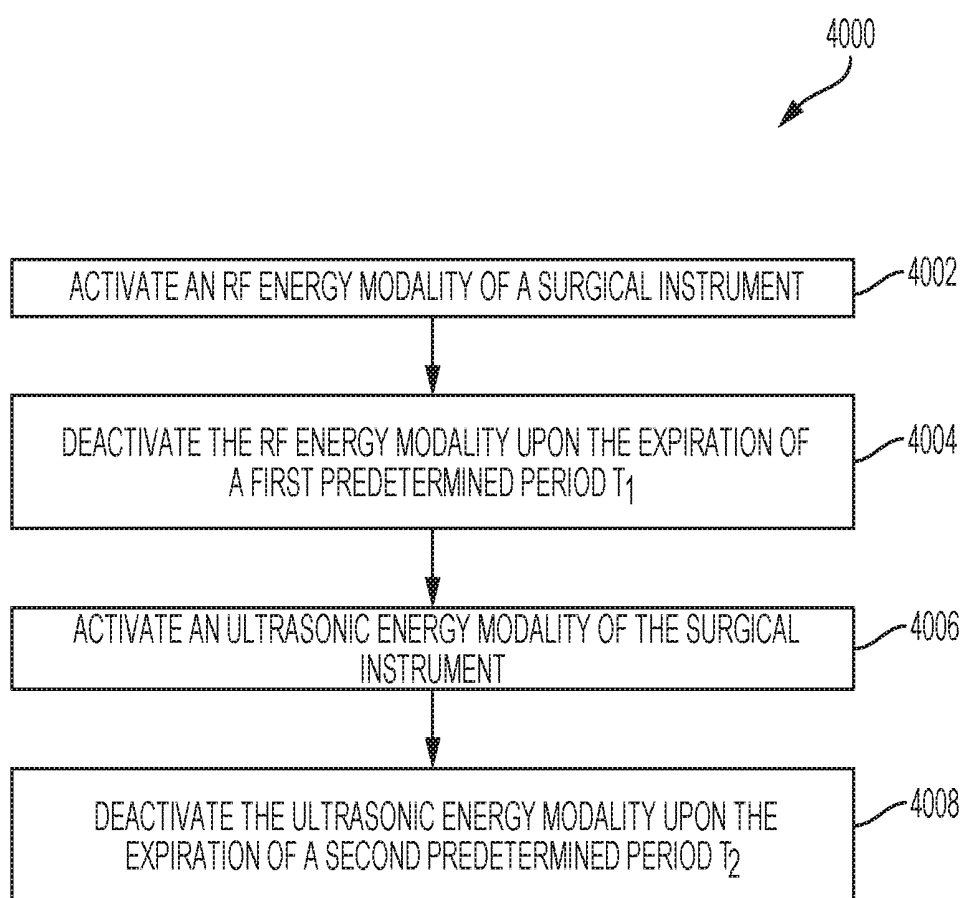 4000
ACTIVATE AN RF ENERGY MODALITY OF A SURGICAL INSTRUMENT
4002
DEACTIVATE THE RF ENERGY MODALITY UPON THE EXPIRATION OF
A FIRST PREDETERMINED PERIOD T1
4004
ACTIVATE AN ULTRASONIC ENERGY MODALITY OF THE SURGICAL
INSTRUMENT
4006
DEACTIVATE THE ULTRASONIC ENERGY MODALITY UPON THE
EXPIRATION OF A SECOND PREDETERMINED PERIOD T2
4008